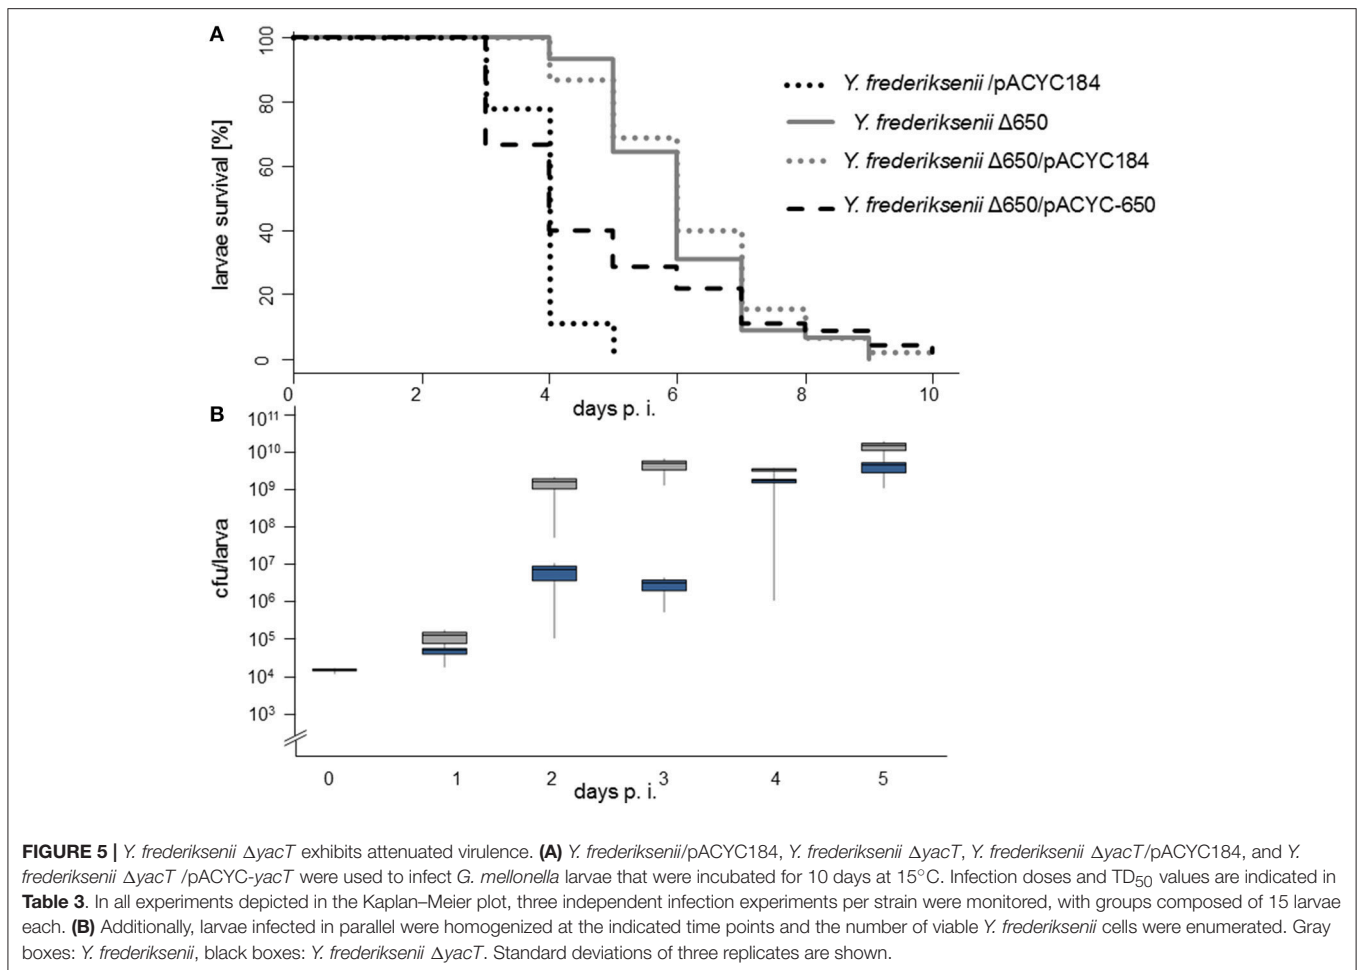 A
100
80
60
40
20
0
larvae survival [%]
Y. frederiksenii /pACYC184
Y. frederiksenii Δ650
Y. frederiksenii Δ650/pACYC184
Y. frederiksenii Δ650/pACYC-650
0 2 4 6 8 10
days p. i.
B
10¹¹
10¹⁰
10⁹
10⁸
10⁷
10⁶
10⁵
10⁴
10³
cfu/larva
0 1 2 3 4 5
days p. i.
FIGURE 5 | Y. frederiksenii ΔyacT exhibits attenuated virulence. (A) Y. frederiksenii/pACYC184, Y. frederiksenii ΔyacT, Y. frederiksenii ΔyacT/pACYC184, and Y.
frederiksenii ΔyacT /pACYC-yacT were used to infect G. mellonella larvae that were incubated for 10 days at 15°C. Infection doses and TD₅₀ values are indicated in
Table 3. In all experiments depicted in the Kaplan–Meier plot, three independent infection experiments per strain were monitored, with groups composed of 15 larvae
each. (B) Additionally, larvae infected in parallel were homogenized at the indicated time points and the number of viable Y. frederiksenii cells were enumerated. Gray
boxes: Y. frederiksenii, black boxes: Y. frederiksenii ΔyacT. Standard deviations of three replicates are shown.